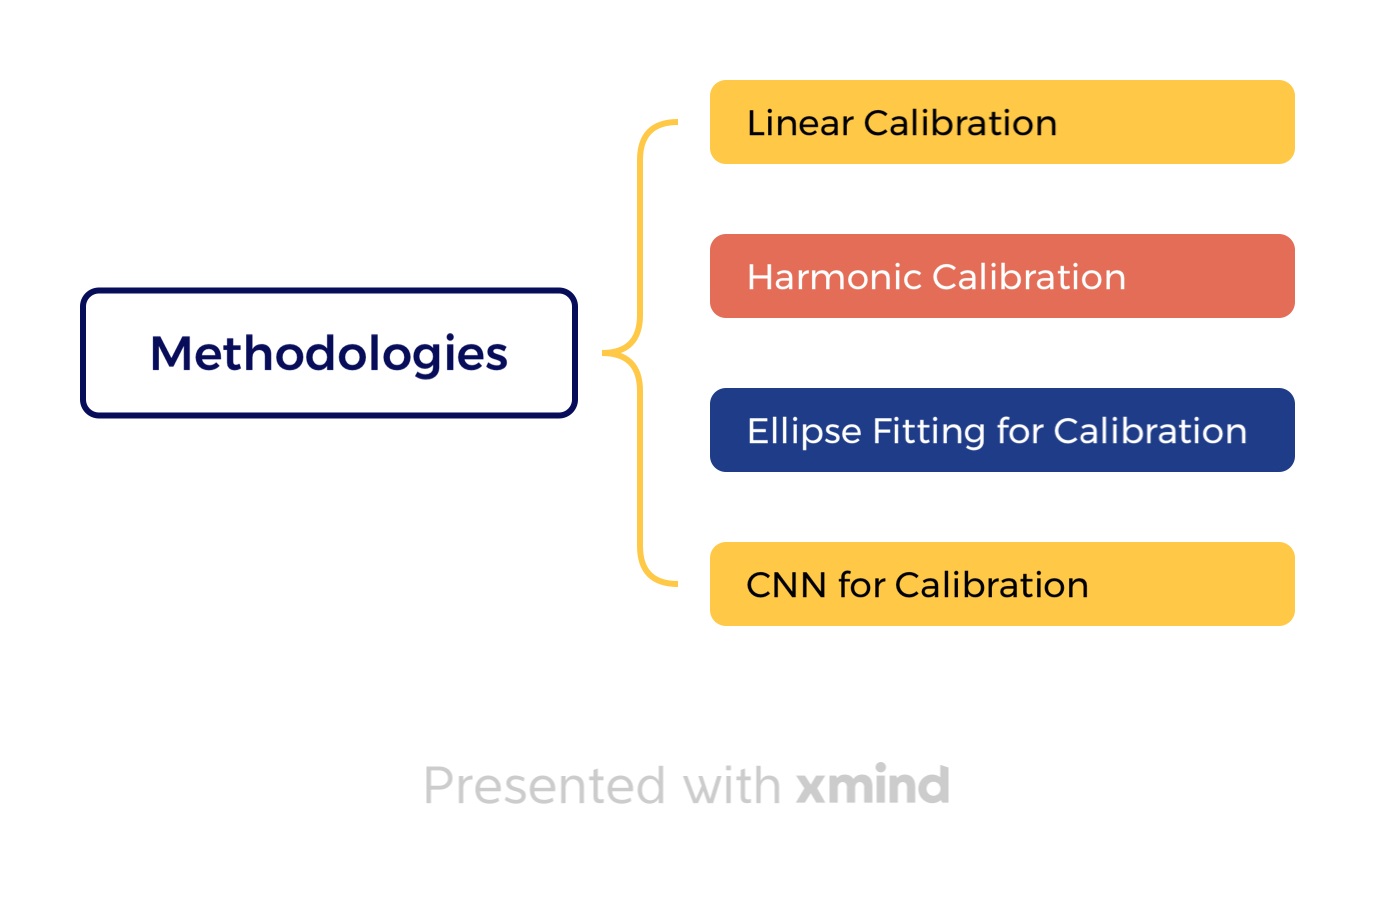 Methodologies
Linear Calibration
Harmonic Calibration
Ellipse Fitting for Calibration
CNN for Calibration
Presented with xmind